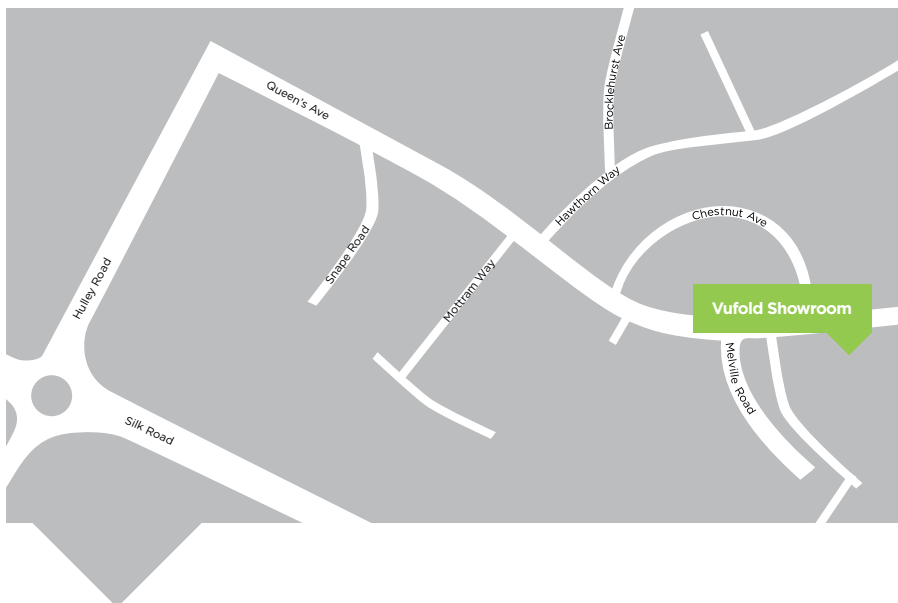 Brocklehurst Ave
Queen's Ave
Hawthorn Way
Chestnut Ave
Snape Road
Hulley Road
Mottram Way
Vufold Showroom
Melville Road
Silk Road